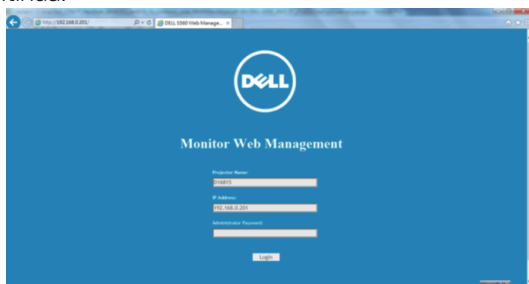 http://192.168.0.201/
DELL S560 Web Manage...
DELL
Monitor Web Management
Projector Name:
IP Address:
192.168.0.201
Administrator Password:
Login